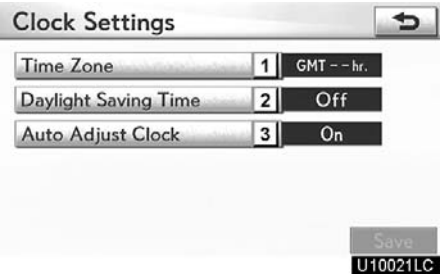 Clock Settings
Time Zone 1 GMT – – hr.
Daylight Saving Time 2 Off
Auto Adjust Clock 3 On
Save
U10021LC